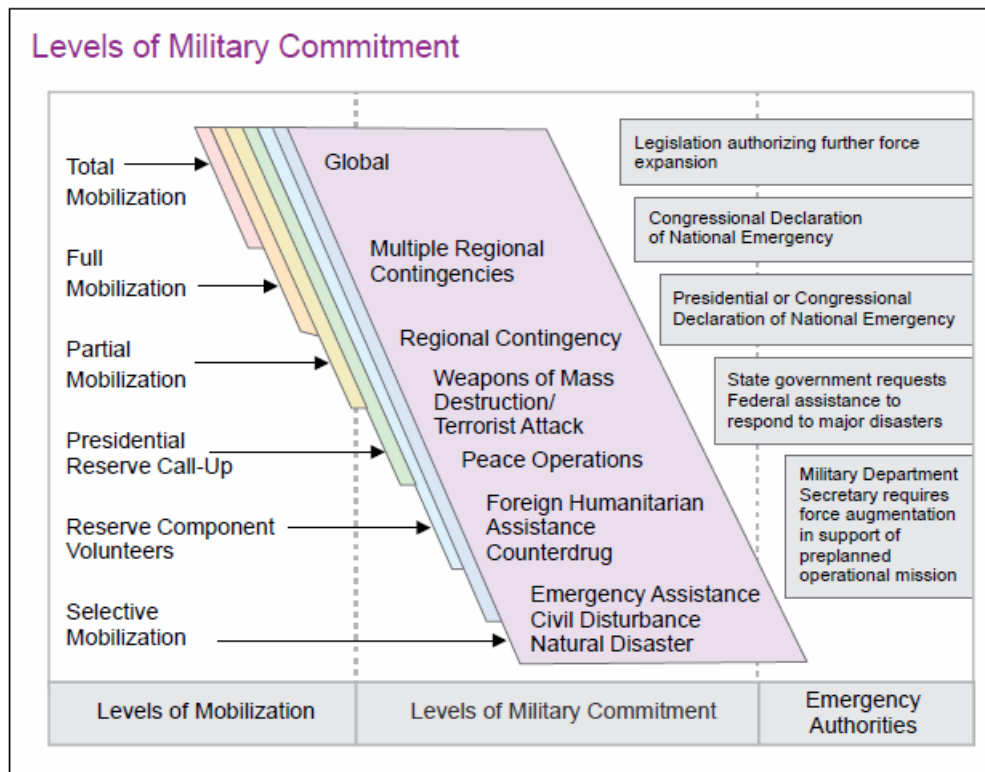 Levels of Military Commitment
Total
Mobilization
Full
Mobilization
Partial
Mobilization
Presidential
Reserve Call-Up
Reserve Component
Volunteers
Selective
Mobilization
Global
Multiple Regional
Contingencies
Regional Contingency
Weapons of Mass
Destruction/
Terrorist Attack
Peace Operations
Foreign Humanitarian
Assistance
Counterdrug
Emergency Assistance
Civil Disturbance
Natural Disaster
Legislation authorizing further force
expansion
Congressional Declaration
of National Emergency
Presidential or Congressional
Declaration of National Emergency
State government requests
Federal assistance to
respond to major disasters
Military Department
Secretary requires
force augmentation
in support of
preplanned
operational mission
Levels of Mobilization
Levels of Military Commitment
Emergency
Authorities